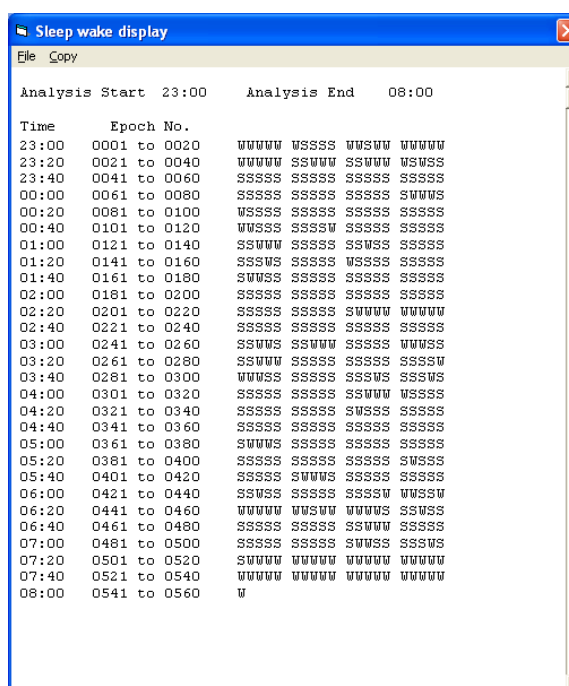 Sleep wake display
File Copy
Analysis Start 23:00 Analysis End 08:00
Time Epoch No.
23:00 0001 to 0020 WWWWW WSSSS WWSWW WWWWW
23:20 0021 to 0040 WWWWW SSWWW SSWWW WSWSS
23:40 0041 to 0060 SSSSS SSSSS SSSSS SSSSS
00:00 0061 to 0080 SSSSS SSSSS SSSSS SWWWS
00:20 0081 to 0100 WSSSS SSSSS SSSSS SSSSS
00:40 0101 to 0120 WWSSS SSSSW SSSSS SSSSS
01:00 0121 to 0140 SSWWW SSSSS SSWSS SSSSS
01:20 0141 to 0160 SSSWS SSSSS WSSSS SSSSS
01:40 0161 to 0180 SWWSS SSSSS SSSSS SSSSS
02:00 0181 to 0200 SSSSS SSSSS SSSSS SSSSS
02:20 0201 to 0220 SSSSS SSSSS SWWWW WWWWW
02:40 0221 to 0240 SSSSS SSSSS SSSSS SSSSS
03:00 0241 to 0260 SSWWS SSWWW SSSSS WWWSS
03:20 0261 to 0280 SSWWW SSSSS SSSSS SSSSW
03:40 0281 to 0300 WWWSS SSSSS SSSWS SSSWS
04:00 0301 to 0320 SSSSS SSSSS SSWWW WSSSS
04:20 0321 to 0340 SSSSS SSSSS SWSSS SSSSS
04:40 0341 to 0360 SSSSS SSSSS SSSSS SSSSS
05:00 0361 to 0380 SWWWS SSSSS SSSSS SSSSS
05:20 0381 to 0400 SSSSS SSSSS SSSSS SWSSS
05:40 0401 to 0420 SSSSS SWWWS SSSSS SSSSS
06:00 0421 to 0440 SSWSS SSSSS SSSSW WWSSW
06:20 0441 to 0460 WWWWW WWSWW WWWWS SSWSS
06:40 0461 to 0480 SSSSS SSSSS SSWWW SSSSS
07:00 0481 to 0500 SSSSS SSSSS SWWSS SSSWS
07:20 0501 to 0520 SWWWW WWWWW WWWWW WWWWW
07:40 0521 to 0540 WWWWW WWWWW WWWWW WWWWW
08:00 0541 to 0560 W